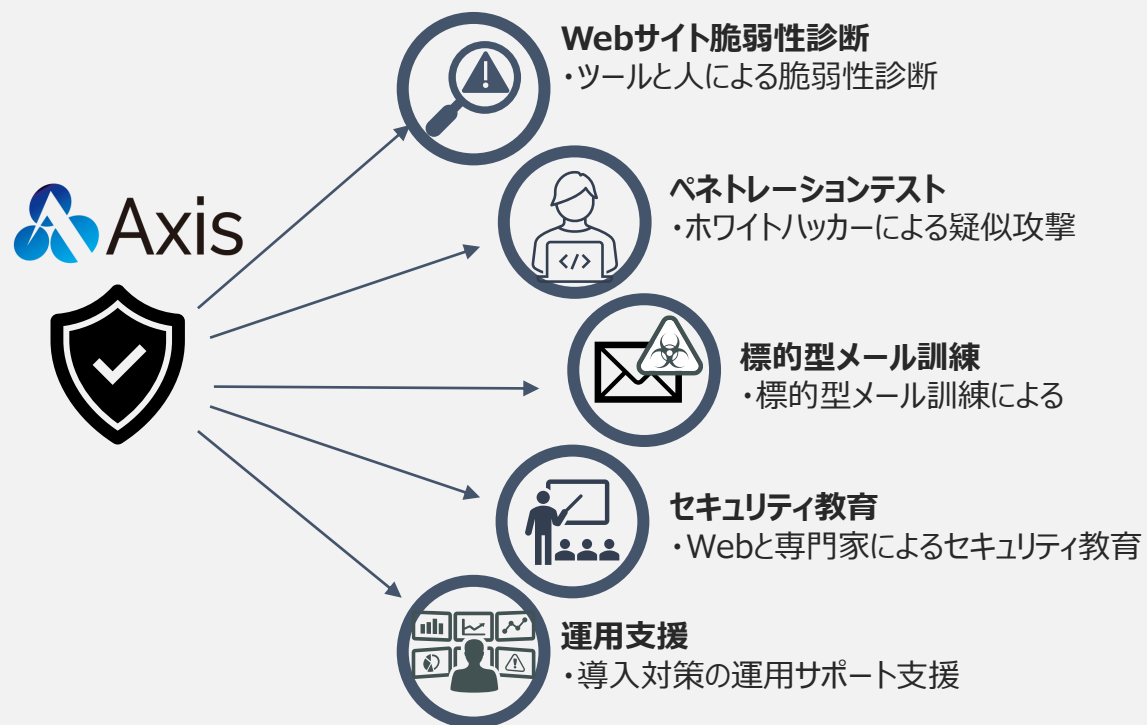 Webサイト脆弱性診断
・ツールと人による脆弱性診断
Axis
ペネトレーションテスト
・ホワイトハッカーによる疑似攻撃
</>
標的型メール訓練
・標的型メール訓練による
セキュリティ教育
・Webと専門家によるセキュリティ教育
運用支援
・導入対策の運用サポート支援